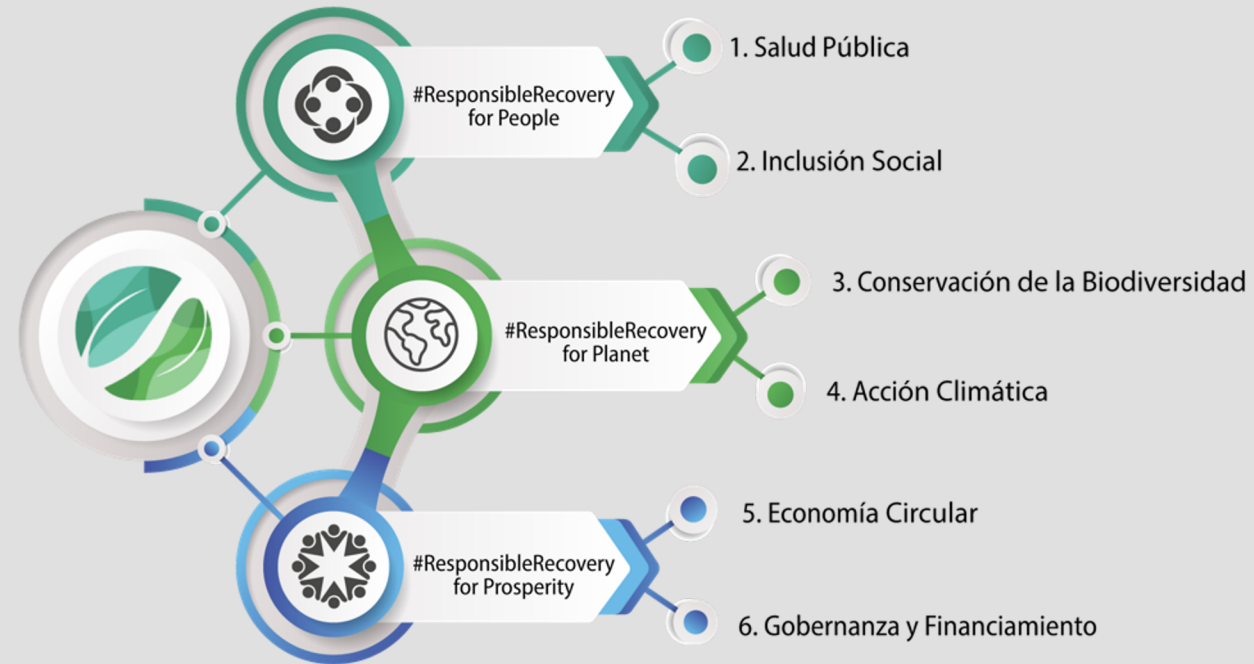 #ResponsibleRecovery
for People
1. Salud Pública
2. Inclusión Social
#ResponsibleRecovery
for Planet
3. Conservación de la Biodiversidad
4. Acción Climática
#ResponsibleRecovery
for Prosperity
5. Economía Circular
6. Gobernanza y Financiamiento